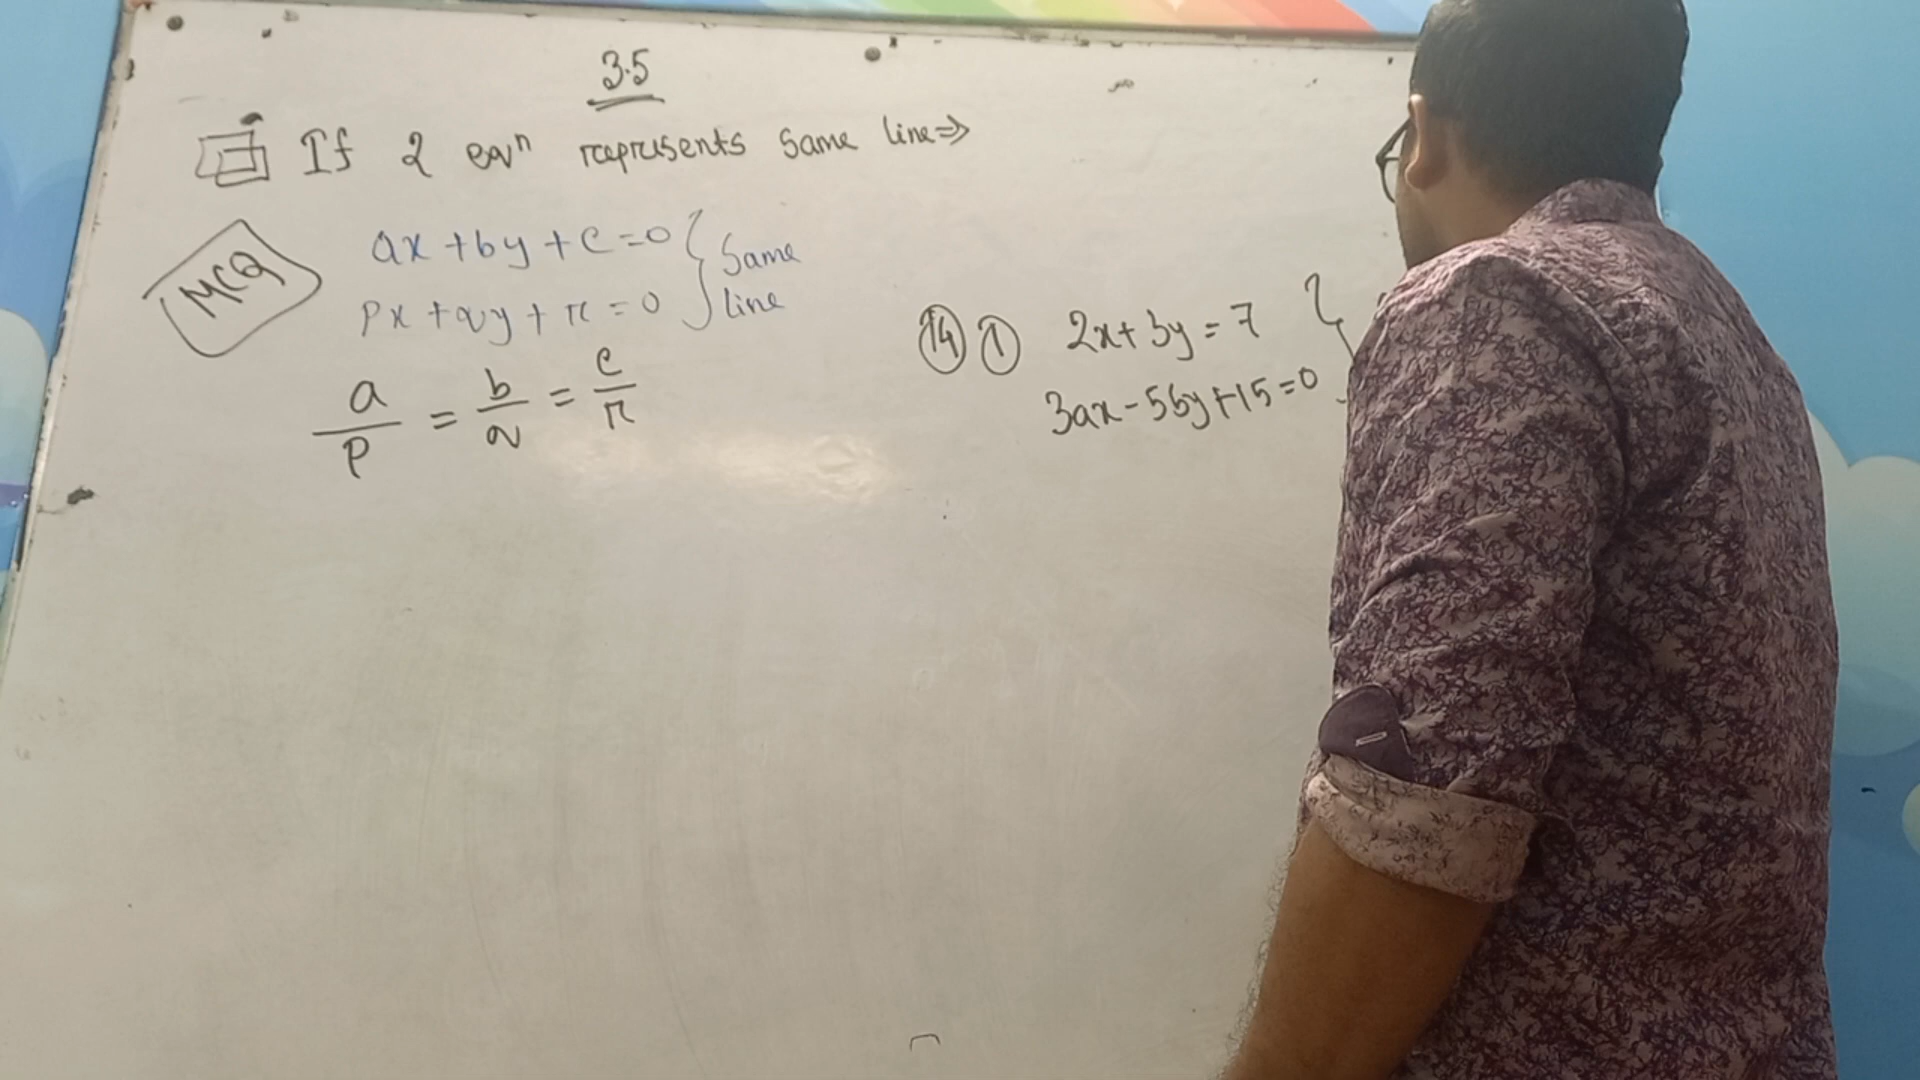 3.5
If 2 eqⁿ represents same line ⇒
MCQ
ax + by + c = 0 } Same
px + qy + r = 0 } line
a/p = b/q = c/r
14 1 2x + 3y = 7
3ax - 5by + 15 = 0